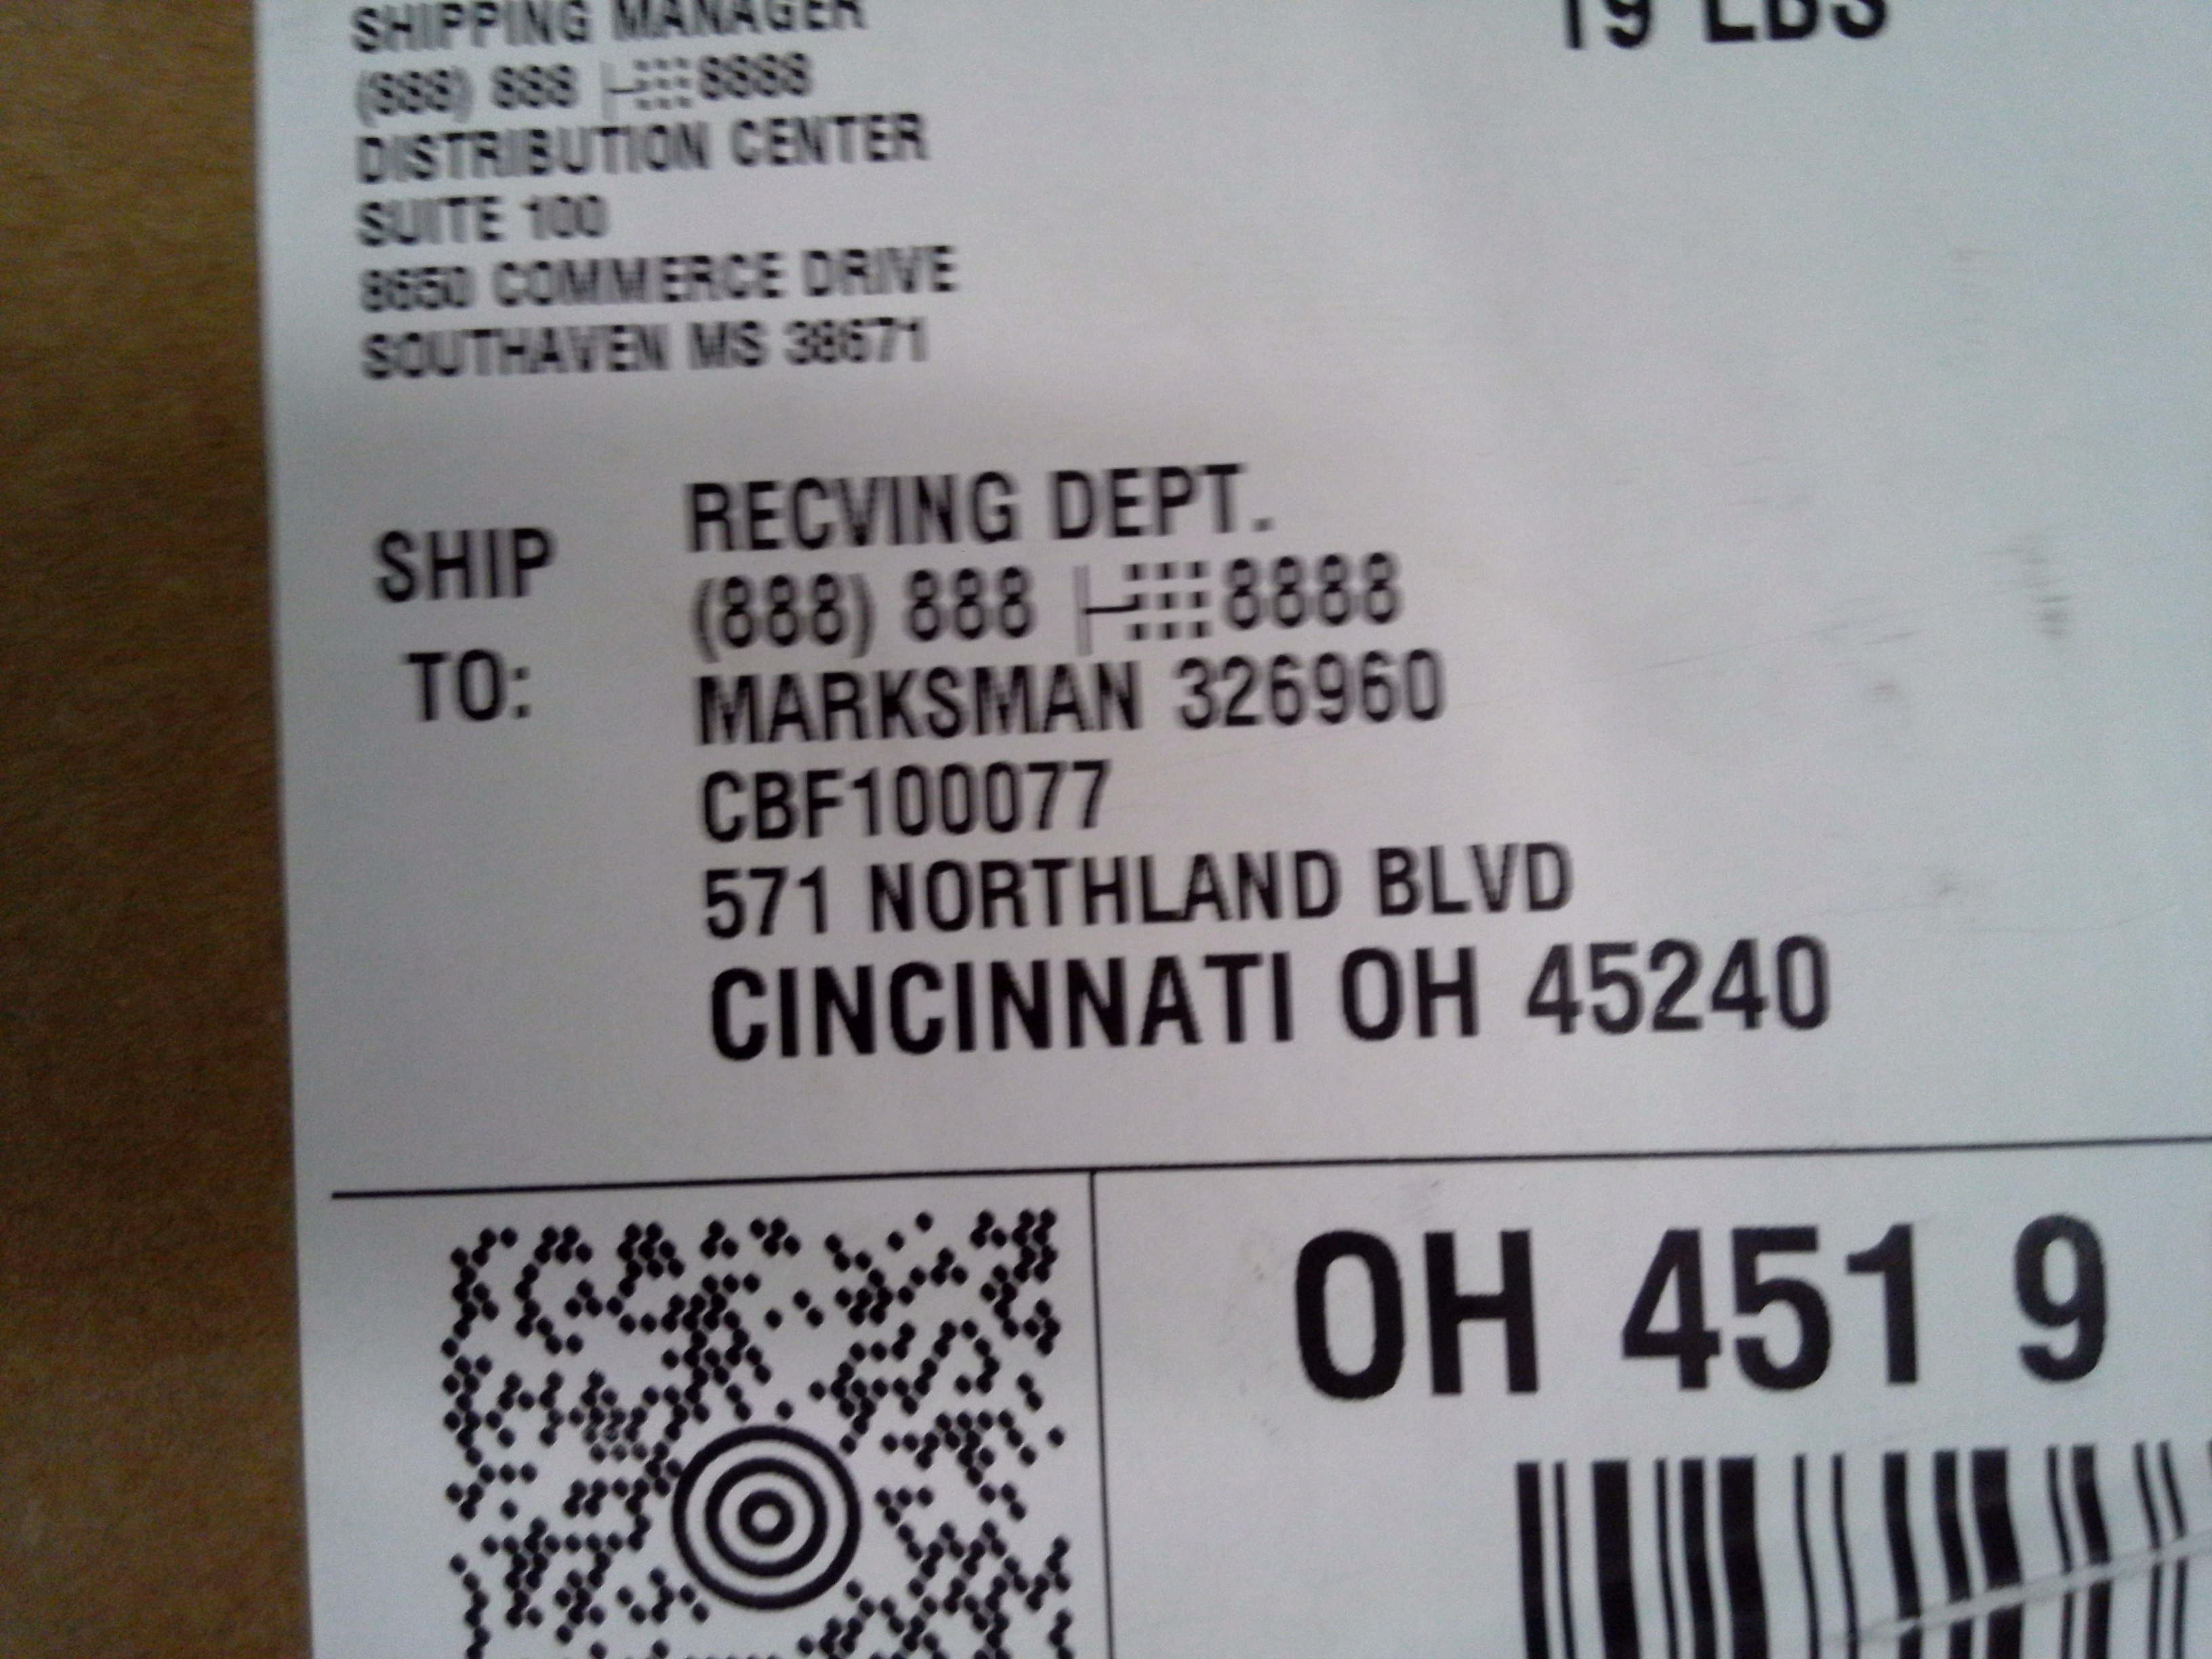 SHIPPING MANAGER
19 LBS
(888) 888 8888
DISTRIBUTION CENTER
SUITE 100
8650 COMMERCE DRIVE
SOUTHAVEN MS 38671
SHIP TO:
RECVING DEPT.
(888) 888 8888
MARKSMAN 326960
CBF100077
571 NORTHLAND BLVD
CINCINNATI OH 45240
OH 451 9